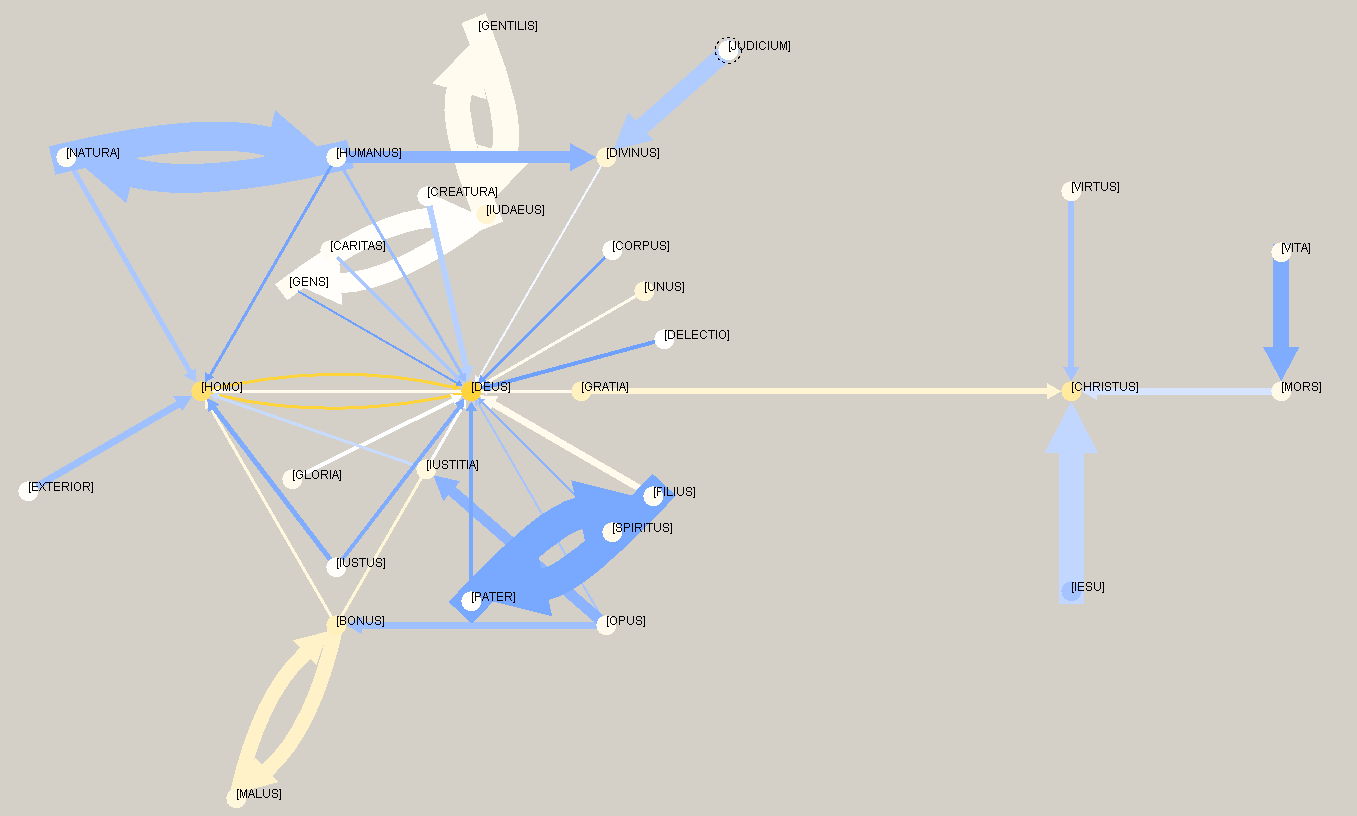 [GENTILIS]
[JUDICIUM]
[NATURA]
[HUMANUS]
[DIVINUS]
[CREATURA]
[VIRTUS]
[IUDAEUS]
[CARITAS]
[CORPUS]
[VITA]
[GENS]
[UNUS]
[DELECTIO]
[HOMO]
[DEUS]
[GRATIA]
[CHRISTUS]
[MORS]
[IUSTITIA]
[GLORIA]
[EXTERIOR]
[FILIUS]
[SPIRITUS]
[IUSTUS]
[IESU]
[PATER]
[BONUS]
[OPUS]
[MALUS]